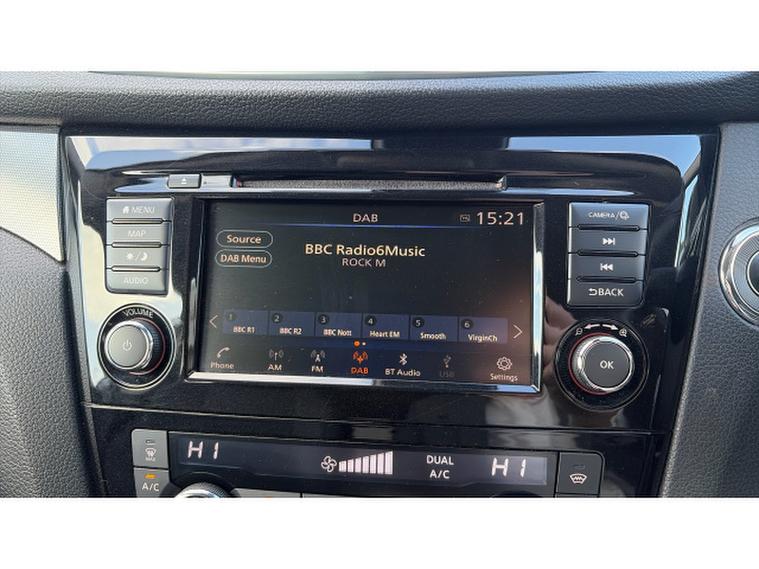 MENU
MAP
AUDIO
VOLUME
DAB
15:21
Source
BBC Radio6Music
DAB Menu
ROCK M
1 BBC R1
2 BBC R2
3 BBC Nott
4 Heart EM
5 Smooth
6 VirginCh
Phone
AM
FM
DAB
BT Audio
USB
Settings
CAMERA/
BACK
OK
MAX
A/C
HI
DUAL
A/C
HI